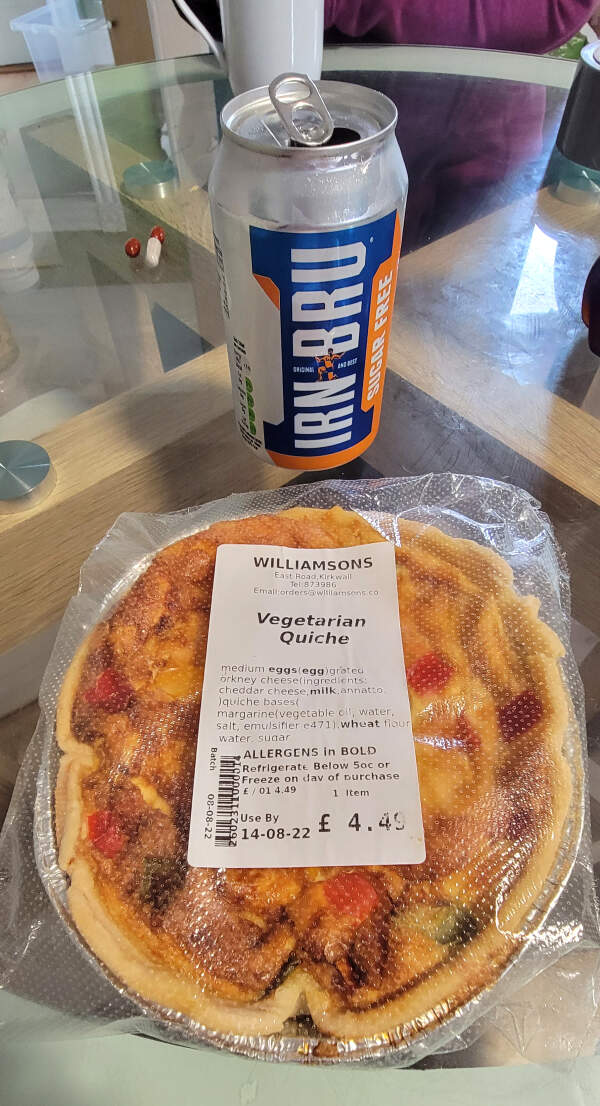 IRN-BRU
ORIGINAL AND BEST
SUGAR FREE
WILLIAMSONS
East Road,Kirkwall
Tel:873986
Email:orders@williamsons.co
Vegetarian
Quiche
medium eggs(egg)grated
orkney cheese(ingredients:
cheddar cheese,milk,annatto.
)quiche bases(
margarine(vegetable oil, water,
salt, emulsifier e471),wheat flour
water, sugar
ALLERGENS in BOLD
Refrigerate Below 5oc or
Freeze on day of purchase
£ / 01 4.49 1 Item
Use By
14-08-22 £ 4.49
Batch 08-08-22